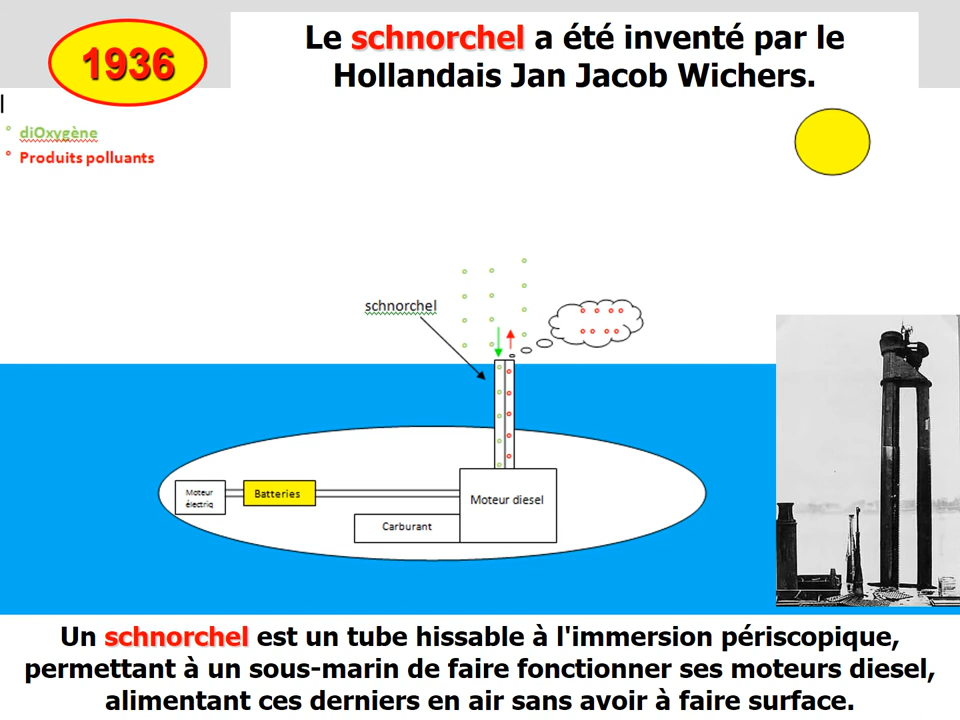 1936
Le schnorchel a été inventé par le
Hollandais Jan Jacob Wichers.
l
° diOxygène
° Produits polluants
schnorchel
Moteur
électriq
Batteries
Moteur diesel
Carburant
Un schnorchel est un tube hissable à l'immersion périscopique,
permettant à un sous-marin de faire fonctionner ses moteurs diesel,
alimentant ces derniers en air sans avoir à faire surface.